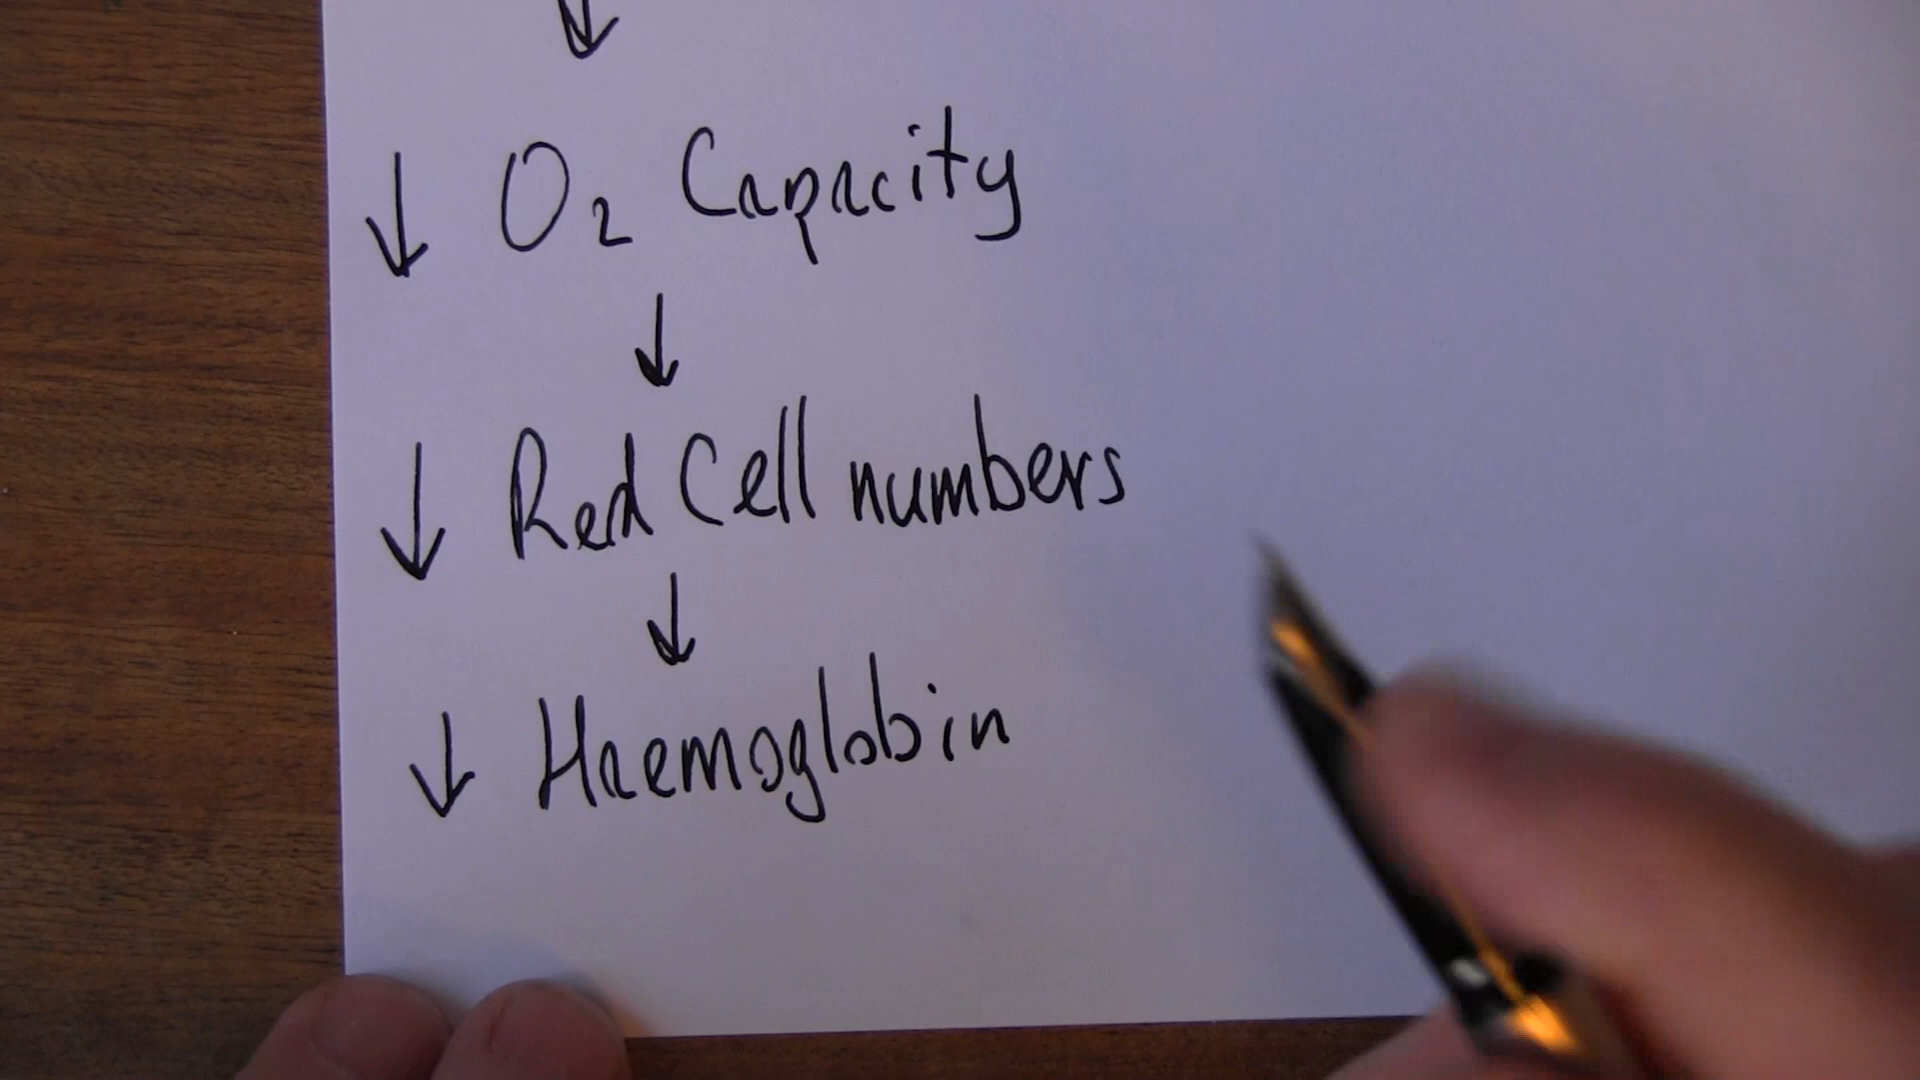 ↓
↓ O₂ Capacity
↓
↓ Red Cell numbers
↓
↓ Haemoglobin